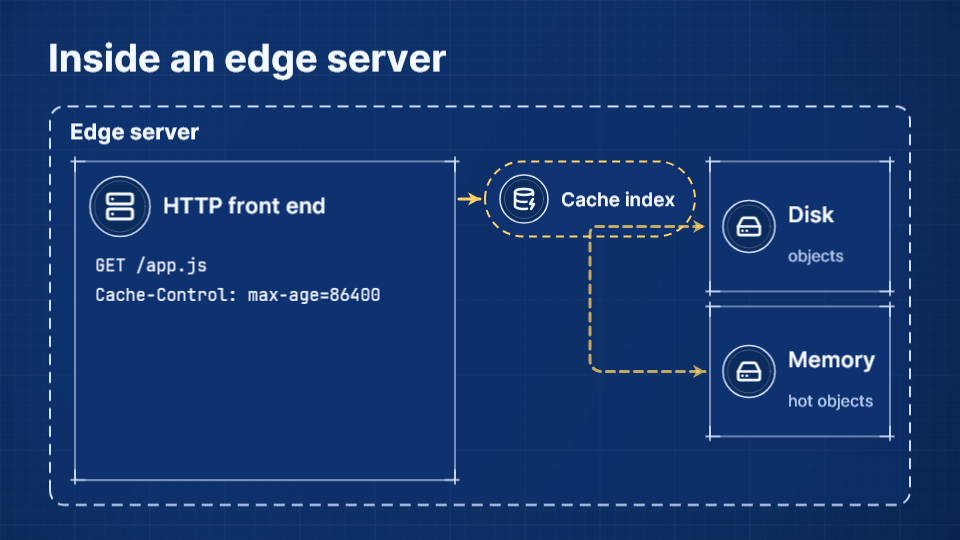 Inside an edge server
Edge server
HTTP front end
GET /app.js
Cache-Control: max-age=86400
Cache index
Disk
objects
Memory
hot objects